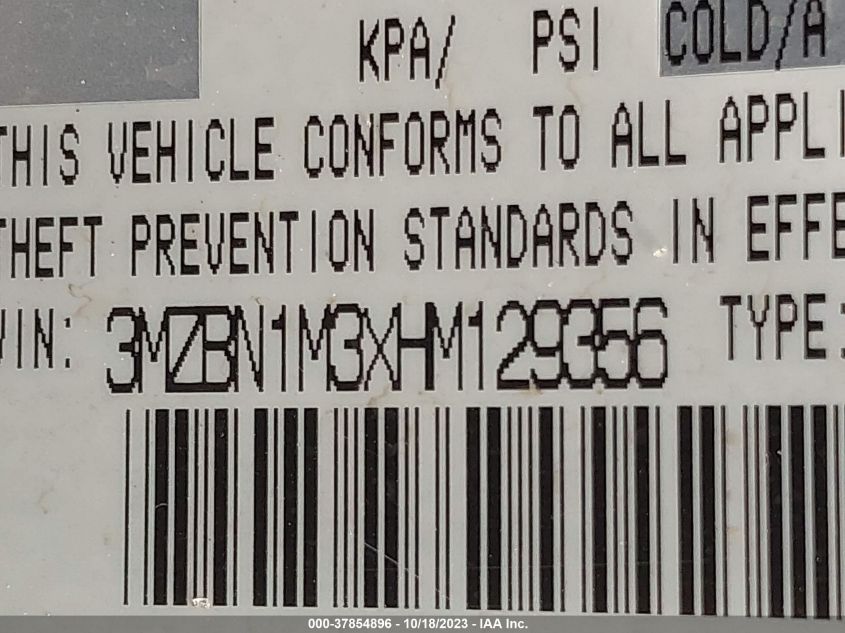 KPA/ PSI COLD/A
THIS VEHICLE CONFORMS TO ALL APPLI
THEFT PREVENTION STANDARDS IN EFFE
VIN: 3MZBN1M3XHM129356 TYPE:
000-37854896 - 10/18/2023 - IAA Inc.